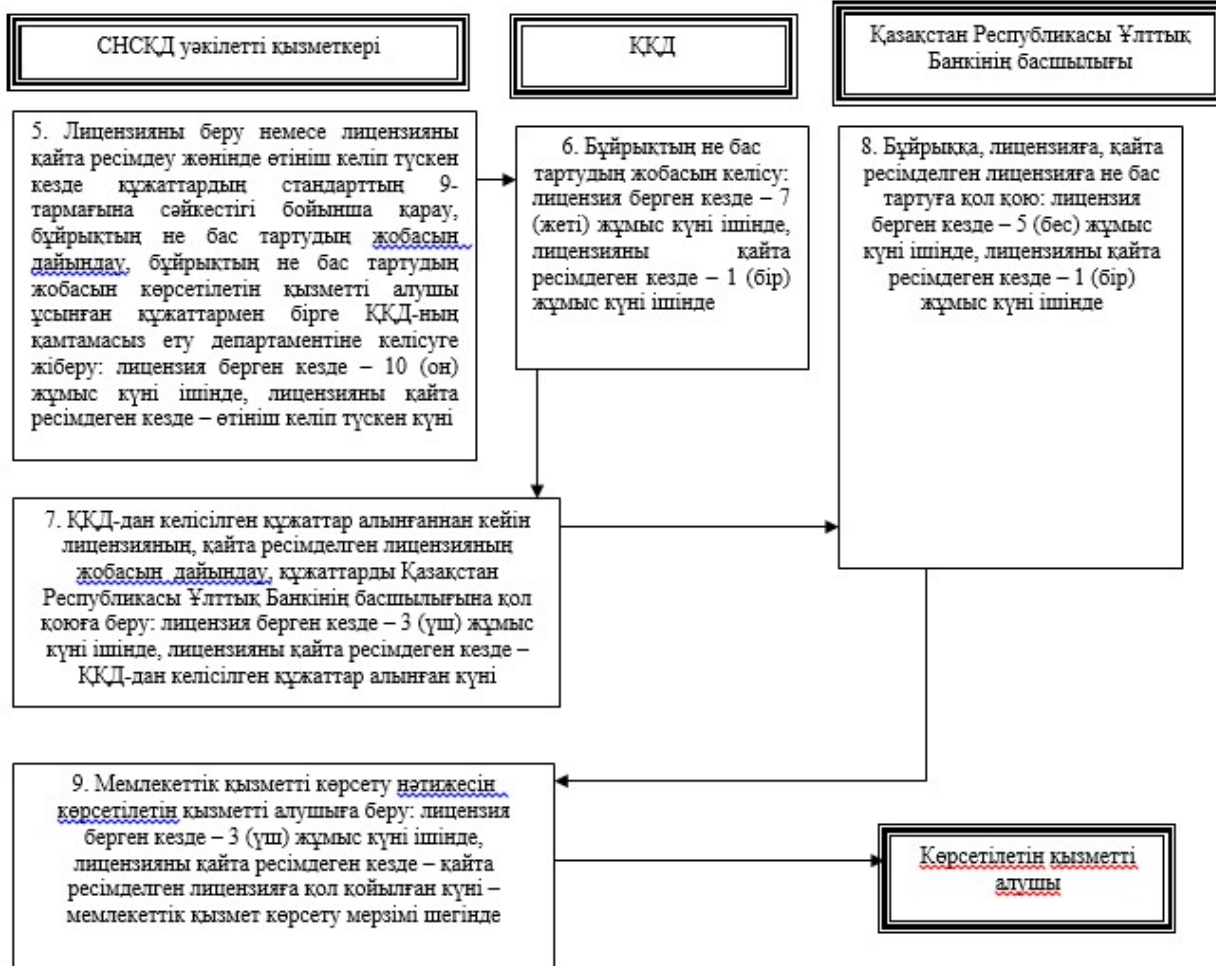 СНСҚД уәкілетті қызметкері
ҚҚД
Қазақстан Республикасы Ұлттық
Банкінің басшылығы
5. Лицензияны беру немесе лицензияны
қайта ресімдеу жөнінде өтініш келіп түскен
кезде құжаттардың стандарттың 9-
тармағына сәйкестігі бойынша қарау,
бұйрықтың не бас тартудың жобасын
дайындау, бұйрықтың не бас тартудың
жобасын көрсетілетін қызметті алушы
ұсынған құжаттармен бірге ҚҚД-ның
қамтамасыз ету департаментіне келісуге
жіберу: лицензия берген кезде – 10 (он)
жұмыс күні ішінде, лицензияны қайта
ресімдеген кезде – өтініш келіп түскен күні
6. Бұйрықтың не бас
тартудың жобасын келісу:
лицензия берген кезде – 7
(жеті) жұмыс күні ішінде,
лицензияны қайта
ресімдеген кезде – 1 (бір)
жұмыс күні ішінде
8. Бұйрыққа, лицензияға, қайта
ресімделген лицензияға не бас
тартуға қол қою: лицензия
берген кезде – 5 (бес) жұмыс
күні ішінде, лицензияны қайта
ресімдеген кезде – 1 (бір)
жұмыс күні ішінде
7. ҚҚД-дан келісілген құжаттар алынғаннан кейін
лицензияның, қайта ресімделген лицензияның
жобасын дайындау, құжаттарды Қазақстан
Республикасы Ұлттық Банкінің басшылығына қол
қоюға беру: лицензия берген кезде – 3 (үш) жұмыс
күні ішінде, лицензияны қайта ресімдеген кезде –
ҚҚД-дан келісілген құжаттар алынған күні
9. Мемлекеттік қызметті көрсету нәтижесін
көрсетілетін қызметті алушыға беру: лицензия
берген кезде – 3 (үш) жұмыс күні ішінде,
лицензияны қайта ресімдеген кезде – қайта
ресімделген лицензияға қол қойылған күні –
мемлекеттік қызмет көрсету мерзімі шегінде
Көрсетілетін қызметті
алушы